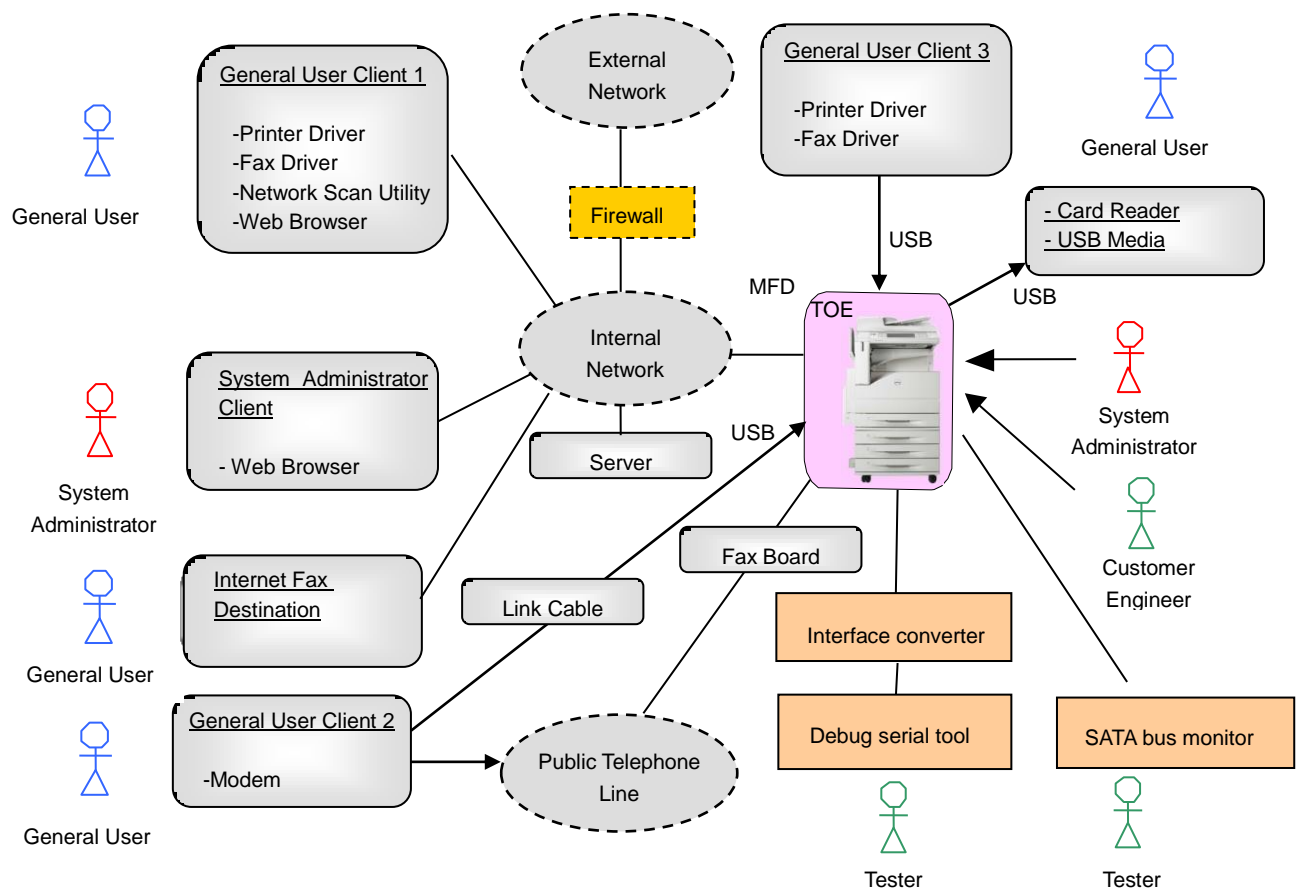 General User Client 1
-Printer Driver
-Fax Driver
-Network Scan Utility
-Web Browser
General User
External
Network
Firewall
General User Client 3
-Printer Driver
-Fax Driver
USB
General User
- Card Reader
- USB Media
USB
MFD
TOE
Internal
Network
System Administrator
Client
- Web Browser
System
Administrator
Server
USB
System
Administrator
Customer
Engineer
Fax Board
Internet Fax
Destination
General User
Link Cable
Interface converter
General User Client 2
-Modem
General User
Public Telephone
Line
Debug serial tool
SATA bus monitor
Tester
Tester